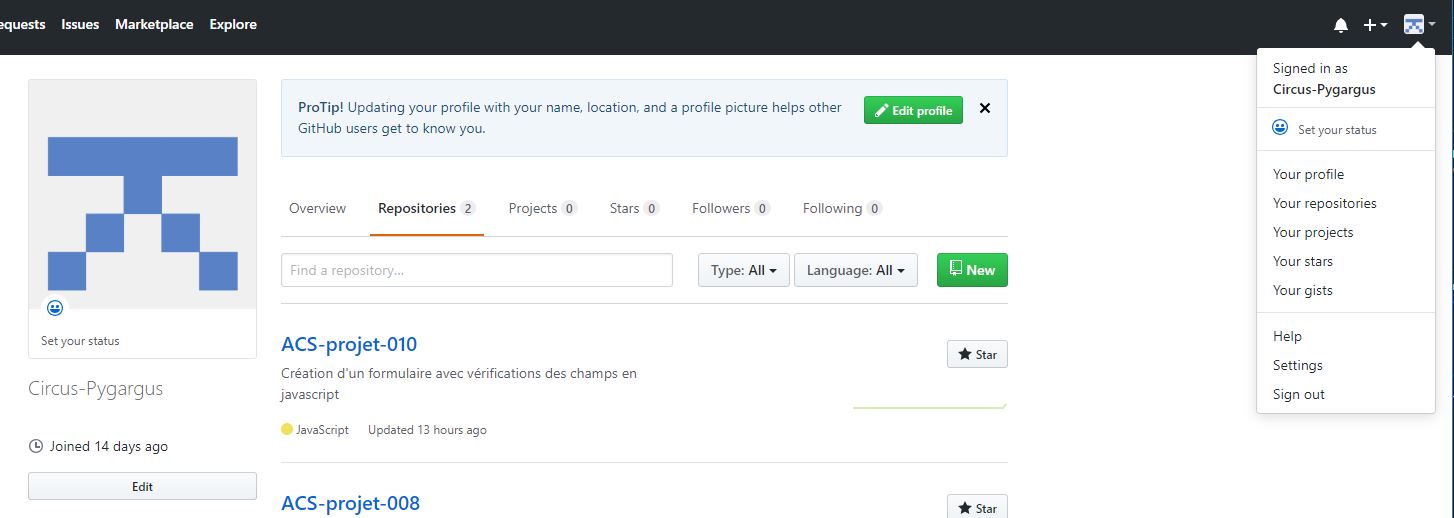 equests Issues Marketplace Explore
Signed in as
Circus-Pygargus
Set your status
Your profile
Your repositories
Your projects
Your stars
Your gists
Help
Settings
Sign out
Set your status
Circus-Pygargus
Joined 14 days ago
Edit
ProTip! Updating your profile with your name, location, and a profile picture helps other
GitHub users get to know you.
Edit profile
Overview Repositories 2 Projects 0 Stars 0 Followers 0 Following 0
Find a repository... Type: All Language: All New
ACS-projet-010
Star
Création d'un formulaire avec vérifications des champs en
javascript
JavaScript Updated 13 hours ago
ACS-projet-008
Star